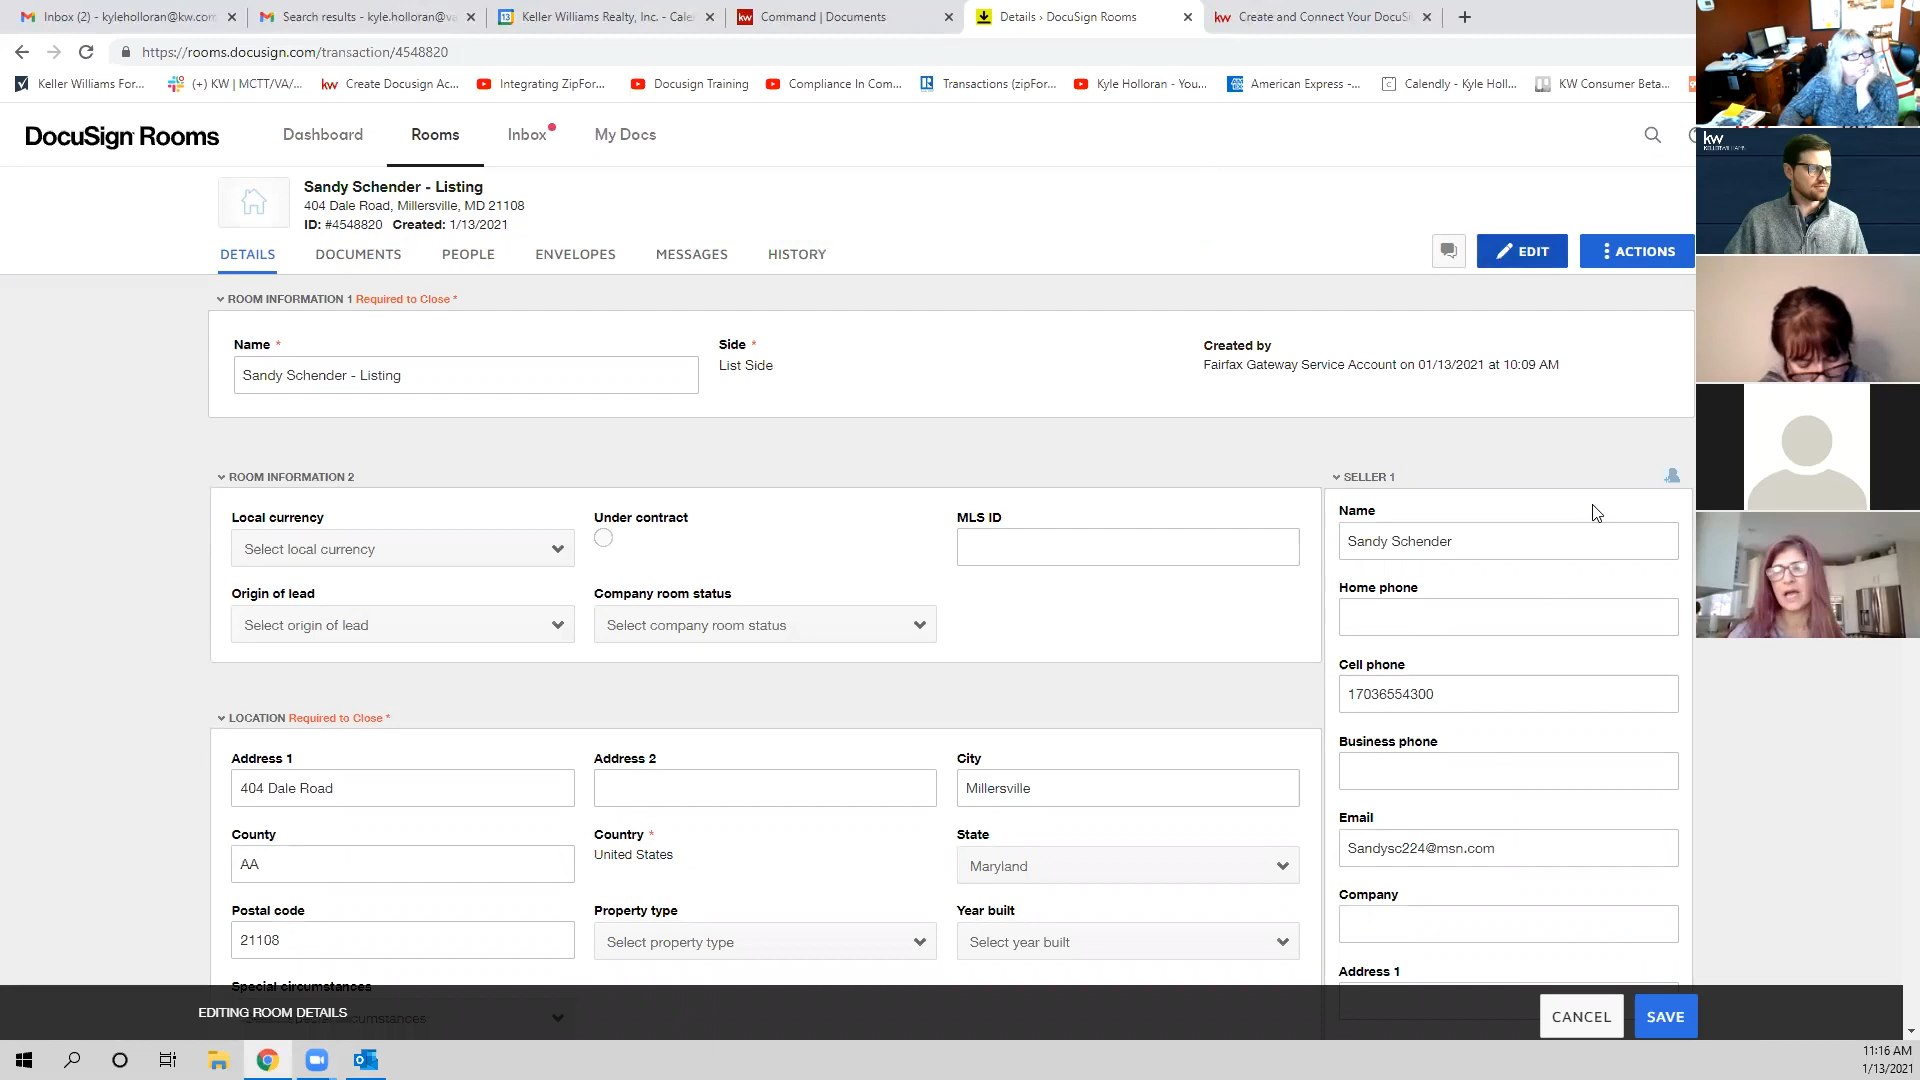 Inbox (2) - kyleholloran@kw.com
Search results - kyle.holloran@va
Keller Williams Realty, Inc. - Cale
Command | Documents
Details › DocuSign Rooms
Create and Connect Your DocuSi
https://rooms.docusign.com/transaction/4548820
Keller Williams For...
(+) KW | MCTT/VA/...
Create Docusign Ac...
Integrating ZipFor...
Docusign Training
Compliance In Com...
Transactions (zipFor...
Kyle Holloran - You...
American Express -...
Calendly - Kyle Holl...
KW Consumer Beta...
DocuSign Rooms
Dashboard
Rooms
Inbox
My Docs
kw
KELLERWILLIAMS
Sandy Schender - Listing
404 Dale Road, Millersville, MD 21108
ID: #4548820 Created: 1/13/2021
DETAILS
DOCUMENTS
PEOPLE
ENVELOPES
MESSAGES
HISTORY
EDIT
ACTIONS
ROOM INFORMATION 1 Required to Close *
Name *
Side *
Created by
Sandy Schender - Listing
List Side
Fairfax Gateway Service Account on 01/13/2021 at 10:09 AM
ROOM INFORMATION 2
Local currency
Under contract
MLS ID
Select local currency
Origin of lead
Company room status
Select origin of lead
Select company room status
LOCATION Required to Close *
Address 1
Address 2
City
404 Dale Road
Millersville
County
Country *
State
AA
United States
Maryland
Postal code
Property type
Year built
21108
Select property type
Select year built
Special circumstances
SELLER 1
Name
Sandy Schender
Home phone
Cell phone
17036554300
Business phone
Email
Sandysc224@msn.com
Company
Address 1
EDITING ROOM DETAILS
CANCEL
SAVE
11:16 AM
1/13/2021